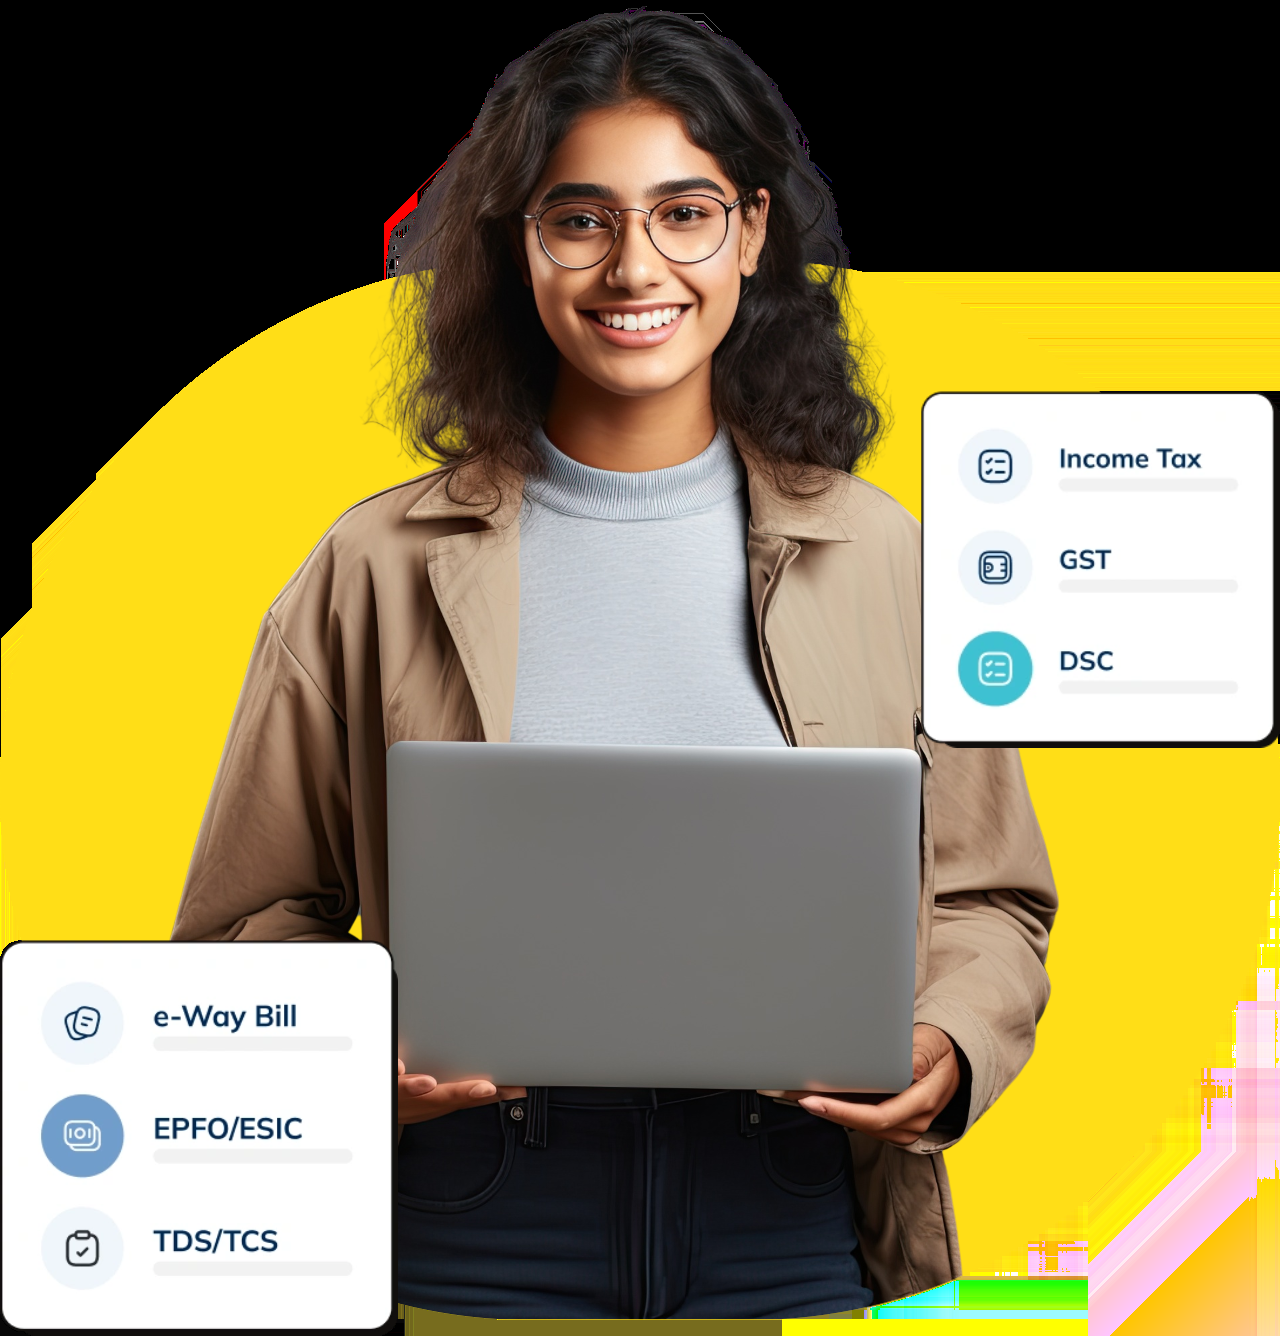 Income Tax
GST
DSC
e-Way Bill
EPFO/ESIC
TDS/TCS